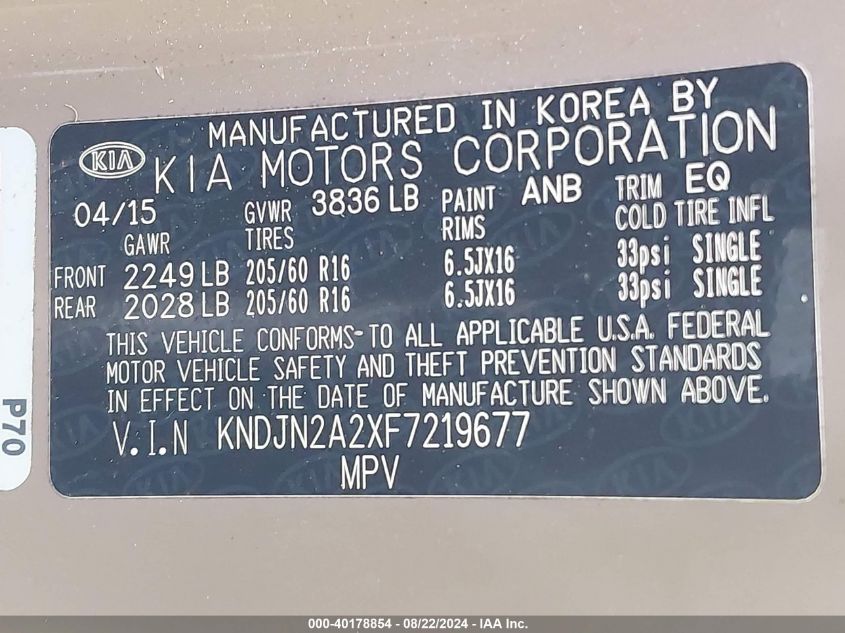 MANUFACTURED IN KOREA BY
KIA KIA MOTORS CORPORATION
04/15 GVWR 3836 LB PAINT ANB TRIM EQ
GAWR TIRES RIMS COLD TIRE INFL
FRONT 2249 LB 205/60 R16 6.5JX16 33psi SINGLE
REAR 2028 LB 205/60 R16 6.5JX16 33psi SINGLE
THIS VEHICLE CONFORMS TO ALL APPLICABLE U.S.A. FEDERAL
MOTOR VEHICLE SAFETY AND THEFT PREVENTION STANDARDS
IN EFFECT ON THE DATE OF MANUFACTURE SHOWN ABOVE.
V.I.N KNDJN2A2XF7219677
MPV
P70
000-40178854 - 08/22/2024 - IAA Inc.